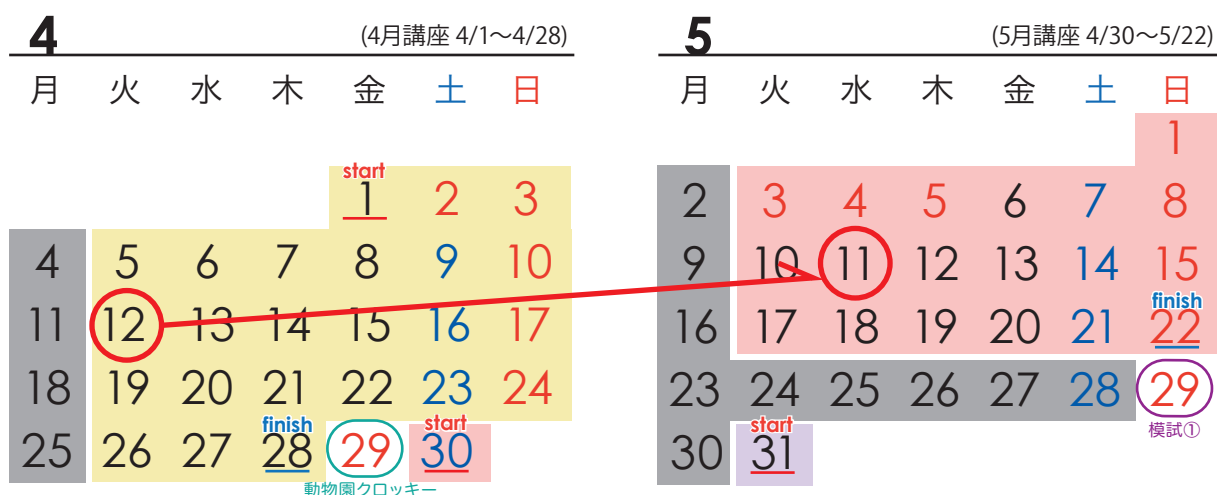 4 (4月講座 4/1〜4/28)
月 火 水 木 金 土 日
start
1 2 3
4 5 6 7 8 9 10
11 12 13 14 15 16 17
18 19 20 21 22 23 24
finish start
25 26 27 28 29 30
動物園クロッキー
5 (5月講座 4/30〜5/22)
月 火 水 木 金 土 日
1
2 3 4 5 6 7 8
9 10 11 12 13 14 15
finish
16 17 18 19 20 21 22
23 24 25 26 27 28 29
模試①
start
30 31